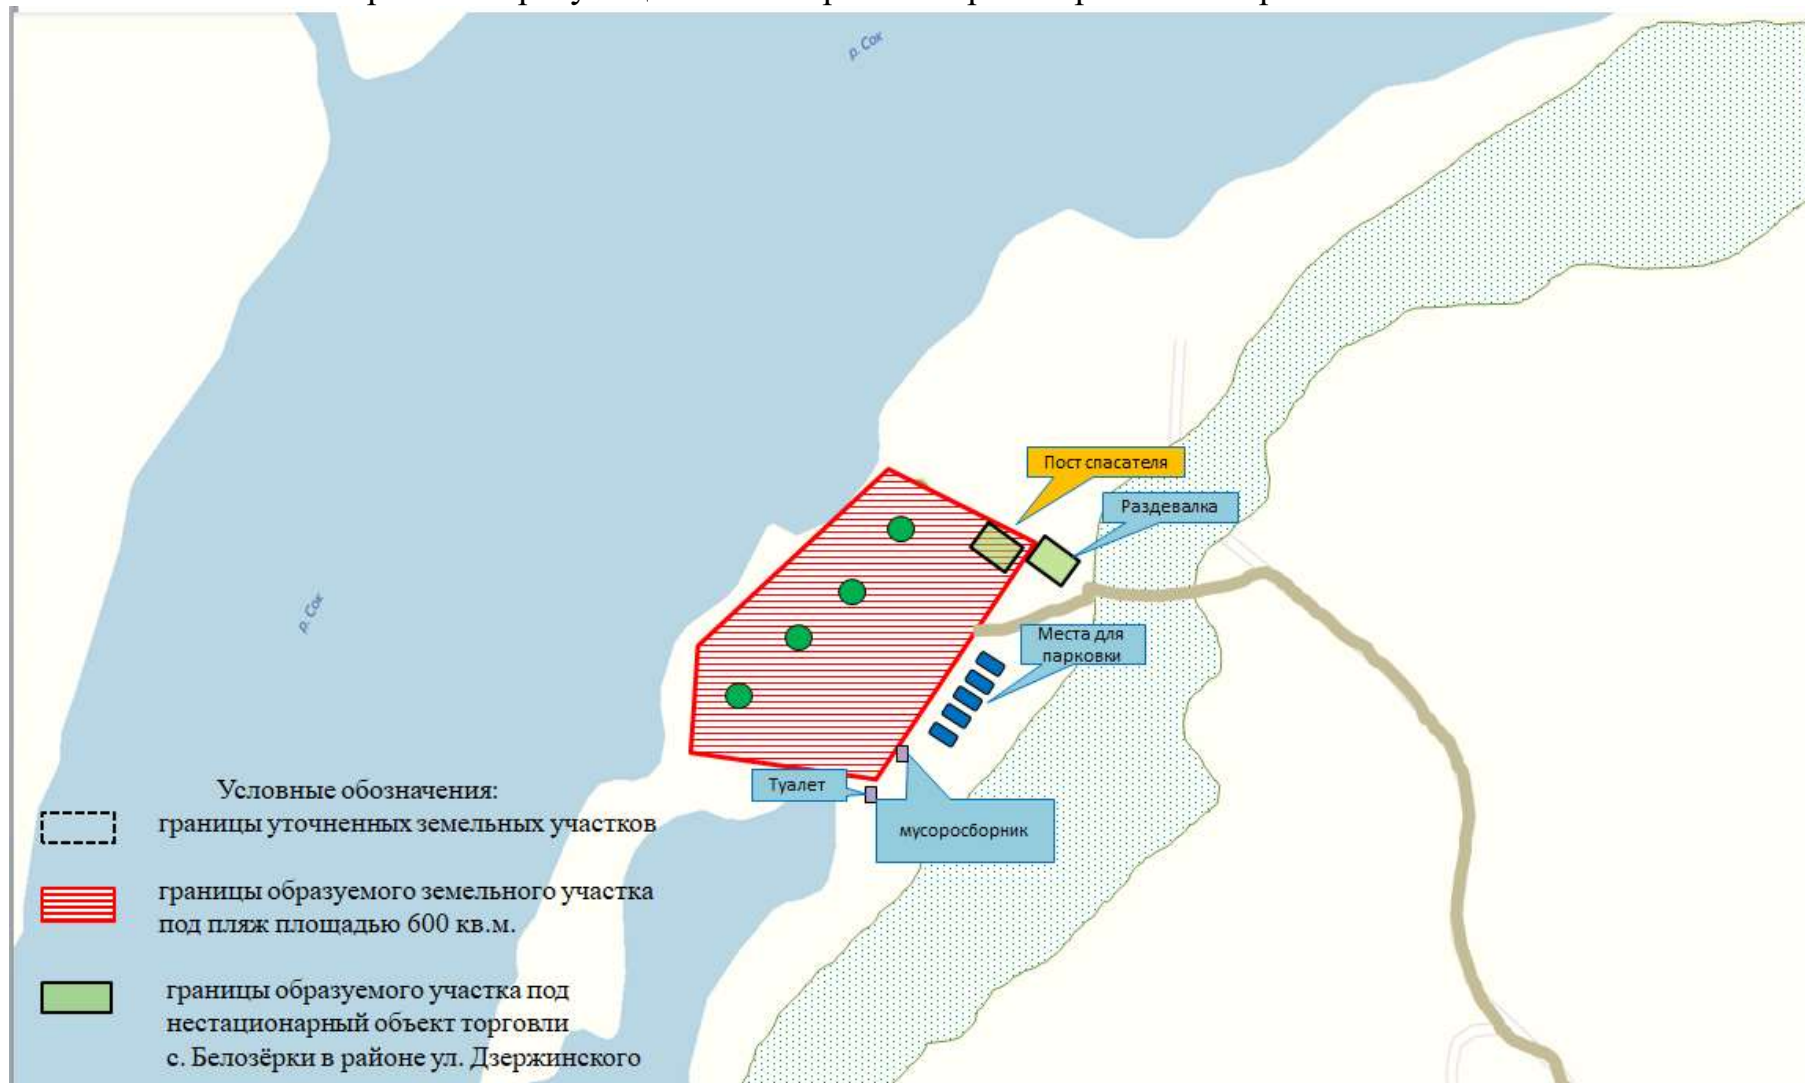 р. Сок
Пост спасателя
Раздевалка
р. Сок
Места для
парковки
Туалет
мусоросборник
Условные обозначения:
границы уточненных земельных участков
границы образуемого земельного участка
под пляж площадью 600 кв.м.
границы образуемого участка под
нестационарный объект торговли
с. Белозёрки в районе ул. Дзержинского